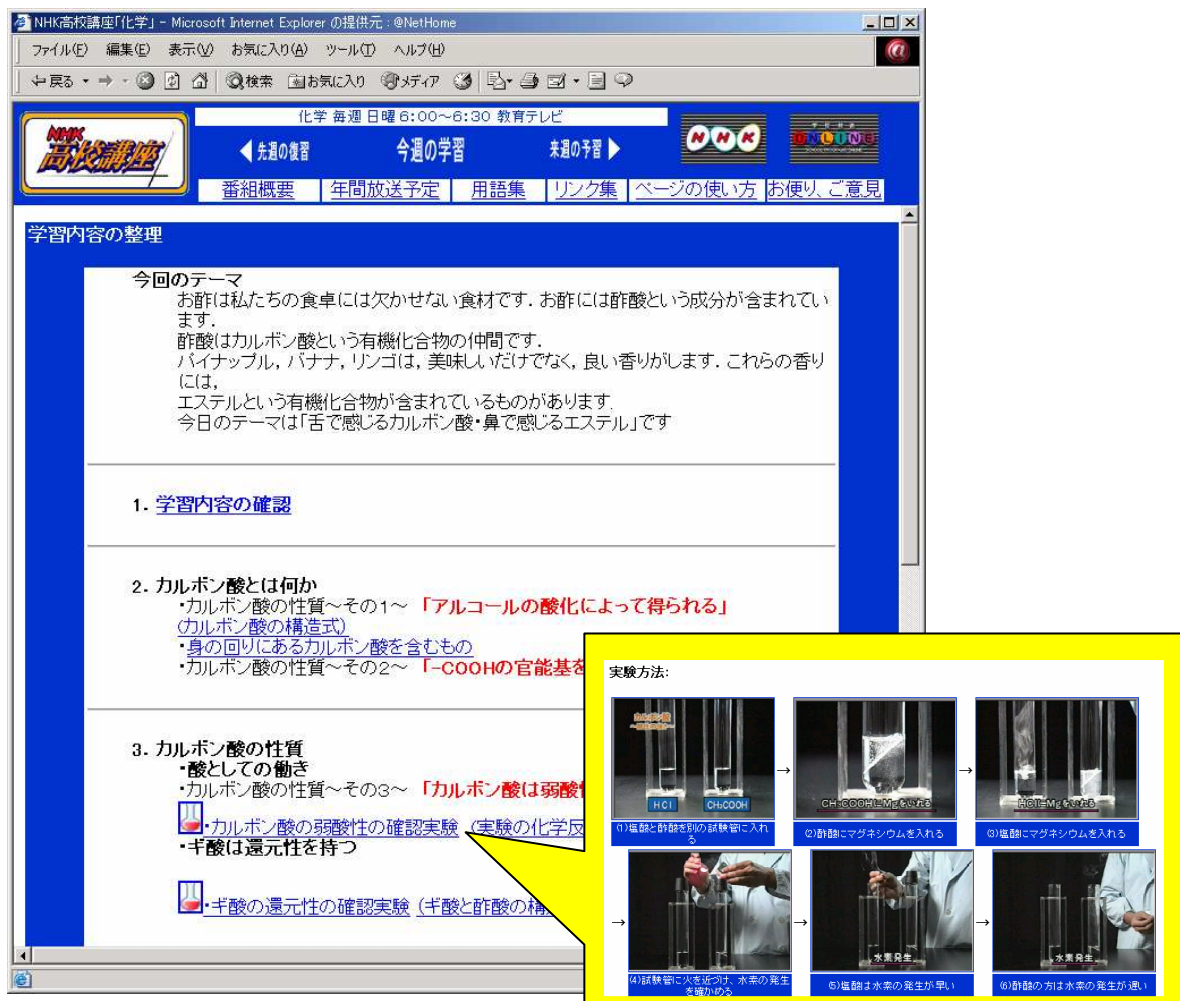 NHK高校講座「化学」 - Microsoft Internet Explorer の提供元 : @NetHome
ファイル(F) 編集(E) 表示(V) お気に入り(A) ツール(T) ヘルプ(H)
戻る 検索 お気に入り メディア
化学 毎週 日曜 6:00～6:30 教育テレビ
NHK
高校講座
先週の復習 今週の学習 来週の予習
NHK
ONLINE
番組概要 年間放送予定 用語集 リンク集 ページの使い方 お便り、ご意見
学習内容の整理
今回のテーマ
お酢は私たちの食卓には欠かせない食材です．お酢には酢酸という成分が含まれてい
ます．
酢酸はカルボン酸という有機化合物の仲間です．
パイナップル，バナナ，リンゴは，美味しいだけでなく，良い香りがします．これらの香り
には，
エステルという有機化合物が含まれているものがあります．
今日のテーマは「舌で感じるカルボン酸・鼻で感じるエステル」です
1. 学習内容の確認
2. カルボン酸とは何か
・カルボン酸の性質～その1～ 「アルコールの酸化によって得られる」
(カルボン酸の構造式)
・身の回りにあるカルボン酸を含むもの
・カルボン酸の性質～その2～ 「-COOHの官能基を
3. カルボン酸の性質
・酸としての働き
・カルボン酸の性質～その3～ 「カルボン酸は弱酸
・カルボン酸の弱酸性の確認実験 (実験の化学反
・ギ酸は還元性を持つ
・ギ酸の還元性の確認実験 (ギ酸と酢酸の構
実験方法:
カルボン酸
HCl CH₃COOH
(1)塩酸と酢酸を別の試験管に入れ
る
→
CH₃COOHにMgをいれる
(2)酢酸にマグネシウムを入れる
→
HClにMgをいれる
(3)塩酸にマグネシウムを入れる
→
(4)試験管に火を近づけ、水素の発生
を確かめる
→
水素発生
(5)塩酸は水素の発生が早い
→
水素発生
(6)酢酸の方は水素の発生が遅い